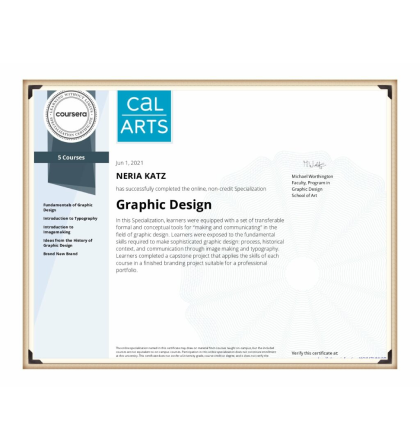 coursera
cal
ARTS
5 Courses
Fundamentals of Graphic
Design
Introduction to Typography
Introduction to
Imagemaking
Ideas from the History of
Graphic Design
Brand New Brand
Jun 1, 2021
NERIA KATZ
has successfully completed the online, non-credit Specialization
Graphic Design
In this Specialization, learners were equipped with a set of transferable
formal and conceptual tools for "making and communicating" in the
field of graphic design. Learners were exposed to the fundamental
skills required to make sophisticated graphic design: process, historical
context, and communication through image making and typography.
Learners completed a capstone project that applies the skills of each
course in a finished branding project suitable for a professional
portfolio.
Michael Worthington
Faculty, Program in
Graphic Design
School of Art
Verify this certificate at: